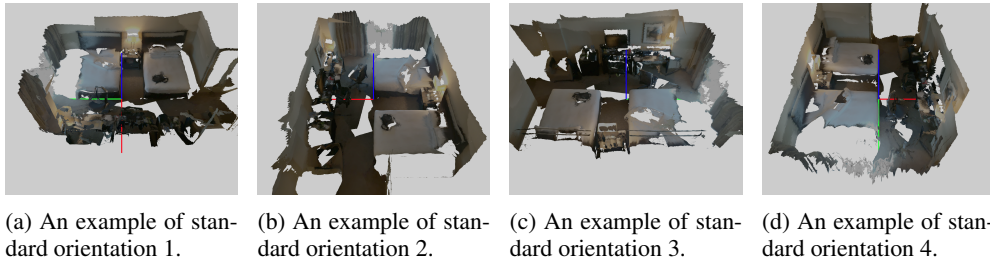 (a) An example of stan-
dard orientation 1.
(b) An example of stan-
dard orientation 2.
(c) An example of stan-
dard orientation 3.
(d) An example of stan-
dard orientation 4.